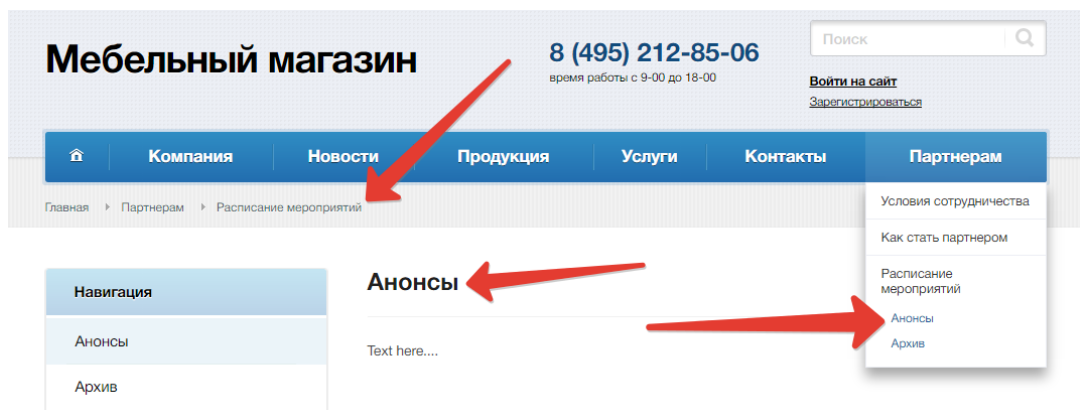 Мебельный магазин
8 (495) 212-85-06
время работы с 9-00 до 18-00
Поиск
Войти на сайт
Зарегистрироваться
Компания Новости Продукция Услуги Контакты Партнерам
Главная Партнерам Расписание мероприятий
Условия сотрудничества
Как стать партнером
Расписание
мероприятий
Анонсы
Архив
Навигация
Анонсы
Архив
Анонсы
Text here....